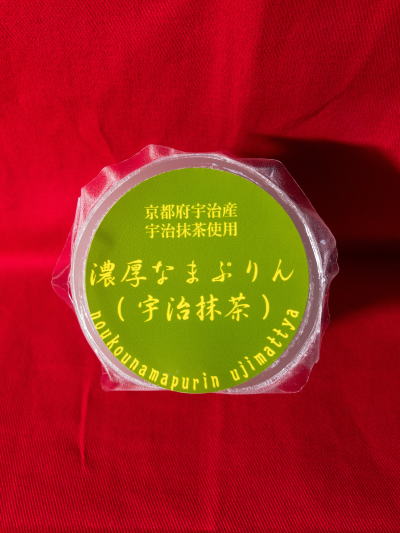 京都府宇治産
宇治抹茶使用
濃厚なまぷりん
(宇治抹茶)
noukounamapurin ujimattya